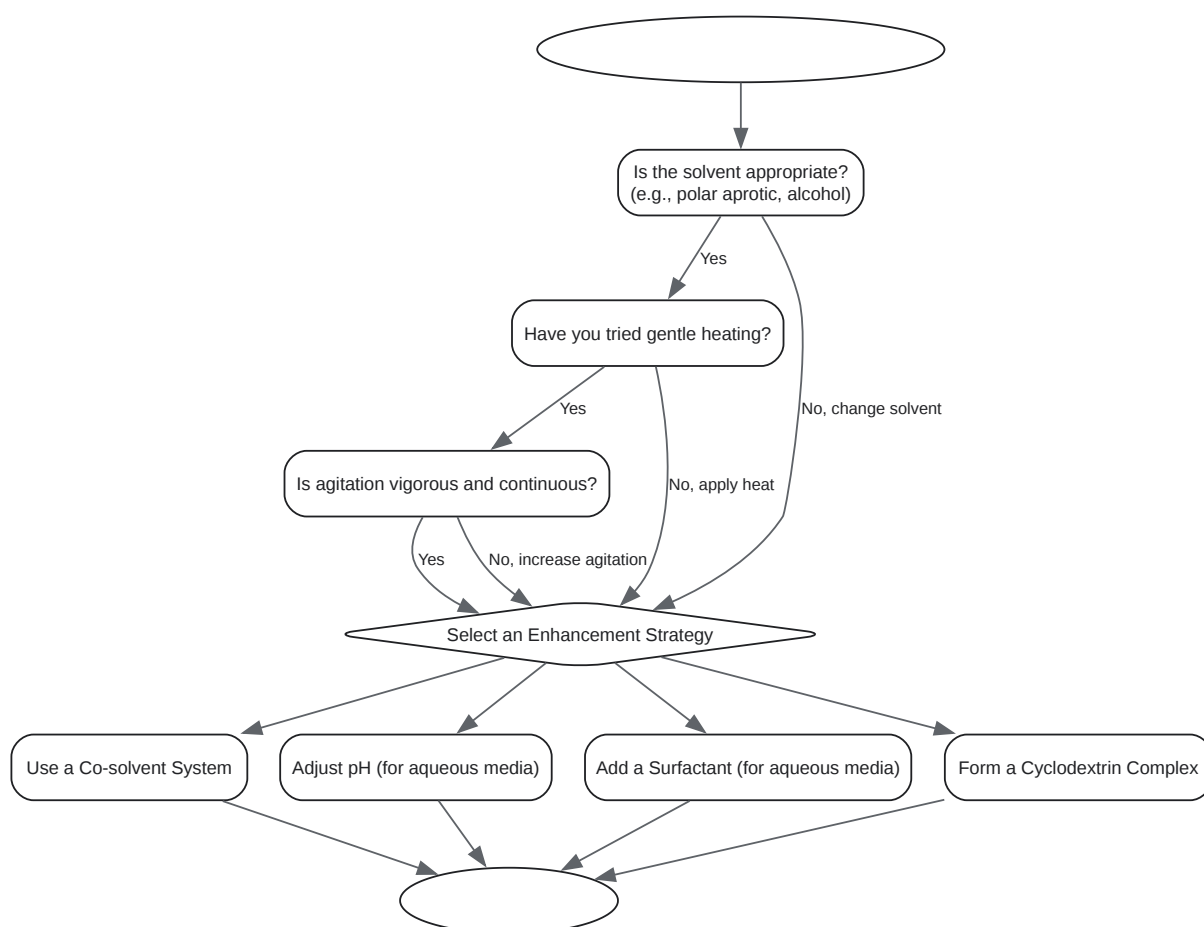 Is the solvent appropriate?
(e.g., polar aprotic, alcohol)
Yes
Have you tried gentle heating?
Yes
No, change solvent
Is agitation vigorous and continuous?
No, apply heat
Yes
No, increase agitation
Select an Enhancement Strategy
Use a Co-solvent System
Adjust pH (for aqueous media)
Add a Surfactant (for aqueous media)
Form a Cyclodextrin Complex